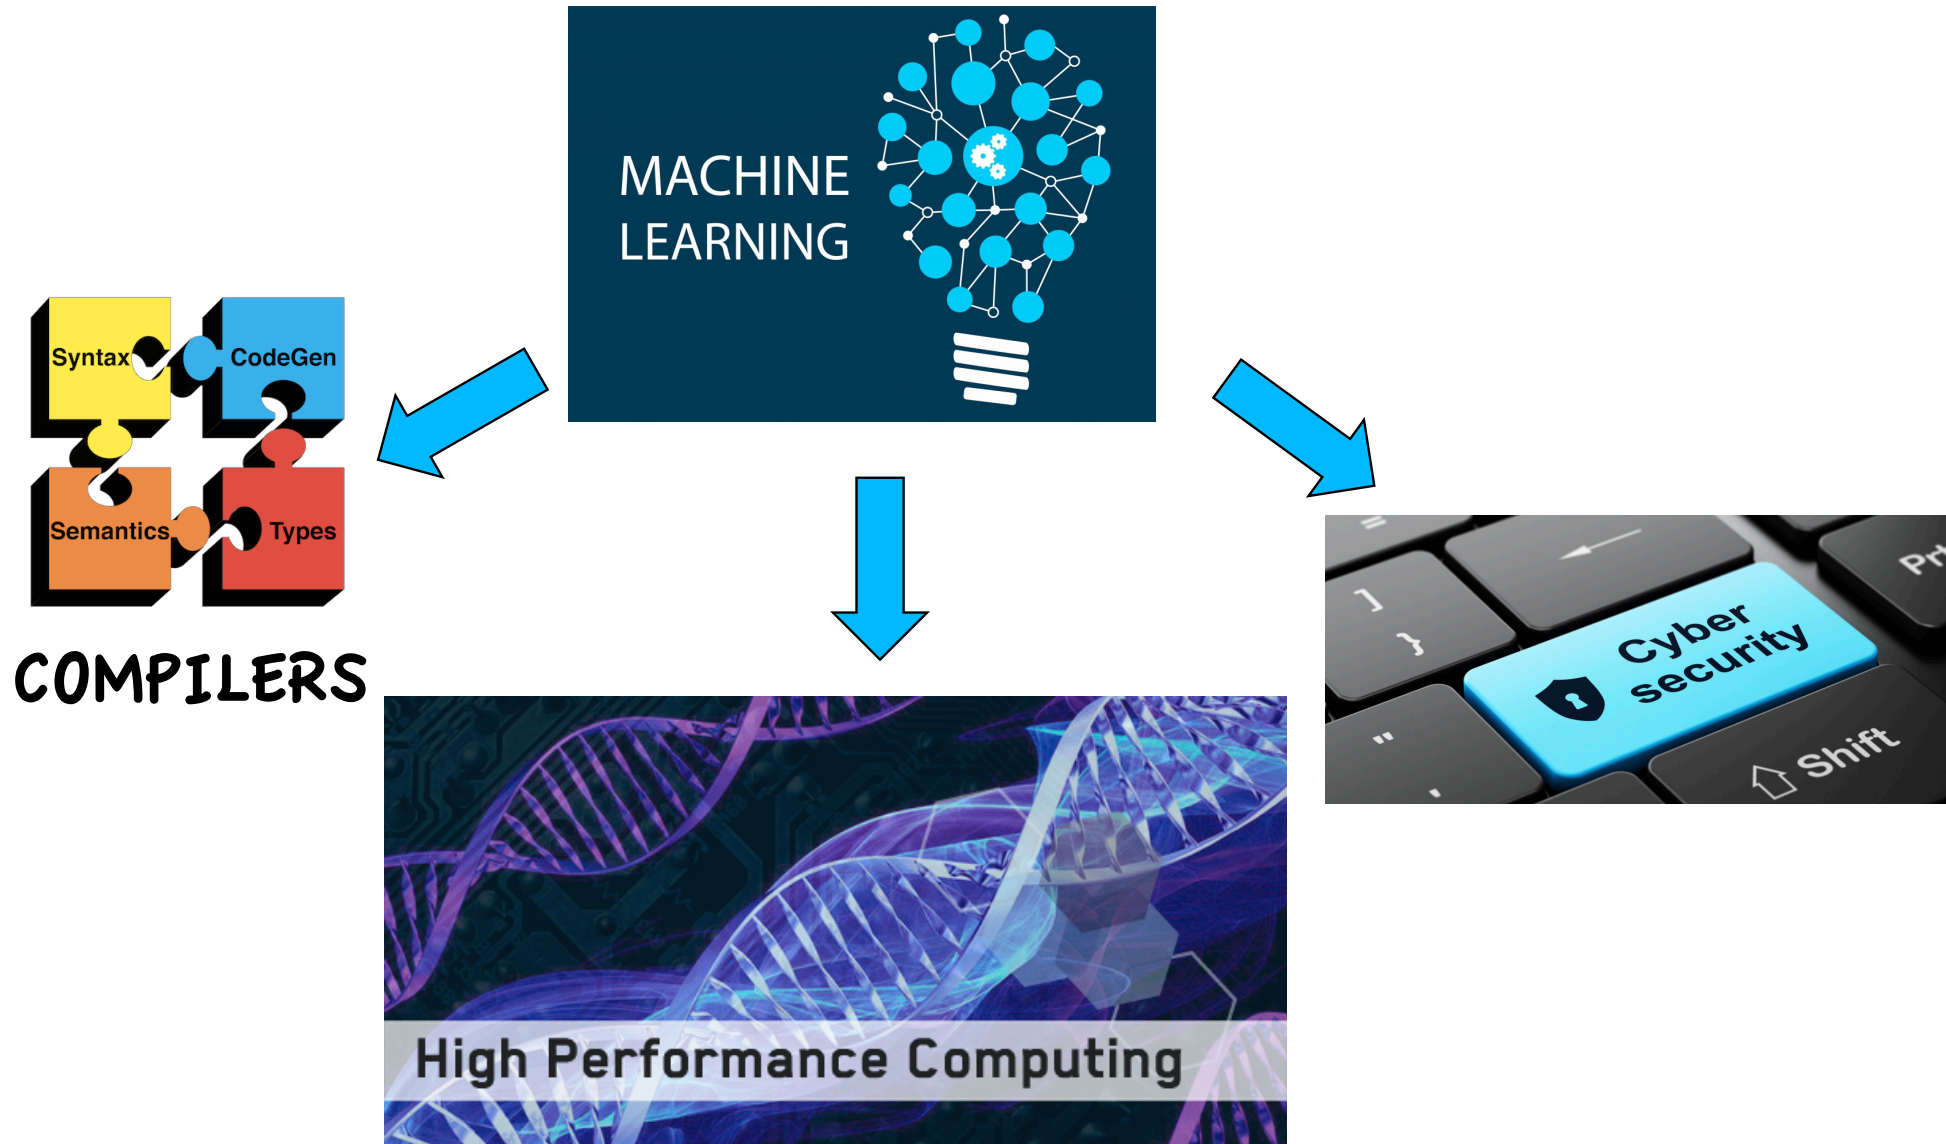 MACHINE
LEARNING
Syntax
CodeGen
Semantics
Types
COMPILERS
=
]
}
"
'
Cyber
security
Shift
High Performance Computing